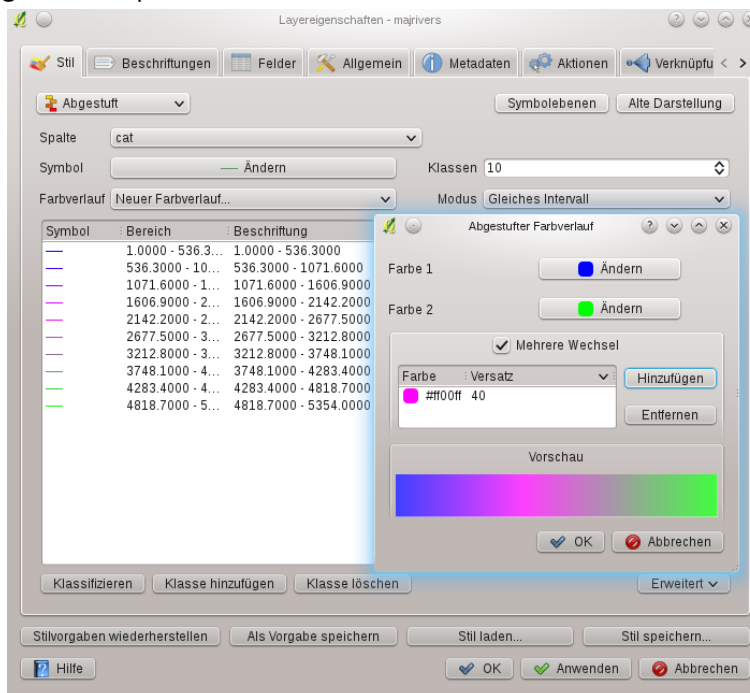 Layereigenschaften - majrivers
Stil Beschriftungen Felder Allgemein Metadaten Aktionen Verknüpfu
Abgestuft Symbolebenen Alte Darstellung
Spalte cat
Symbol Ändern Klassen 10
Farbverlauf Neuer Farbverlauf... Modus Gleiches Intervall
Symbol Bereich Beschriftung
1.0000 - 536.3... 1.0000 - 536.3000
536.3000 - 10... 536.3000 - 1071.6000
1071.6000 - 1... 1071.6000 - 1606.9000
1606.9000 - 2... 1606.9000 - 2142.2000
2142.2000 - 2... 2142.2000 - 2677.5000
2677.5000 - 3... 2677.5000 - 3212.8000
3212.8000 - 3... 3212.8000 - 3748.1000
3748.1000 - 4... 3748.1000 - 4283.4000
4283.4000 - 4... 4283.4000 - 4818.7000
4818.7000 - 5... 4818.7000 - 5354.0000
Abgestufter Farbverlauf
Farbe 1 Ändern
Farbe 2 Ändern
Mehrere Wechsel
Farbe Versatz Hinzufügen
#ff00ff 40
Entfernen
Vorschau
OK Abbrechen
Klassifizieren Klasse hinzufügen Klasse löschen Erweitert
Stilvorgaben wiederherstellen Als Vorgabe speichern Stil laden... Stil speichern...
Hilfe OK Anwenden Abbrechen